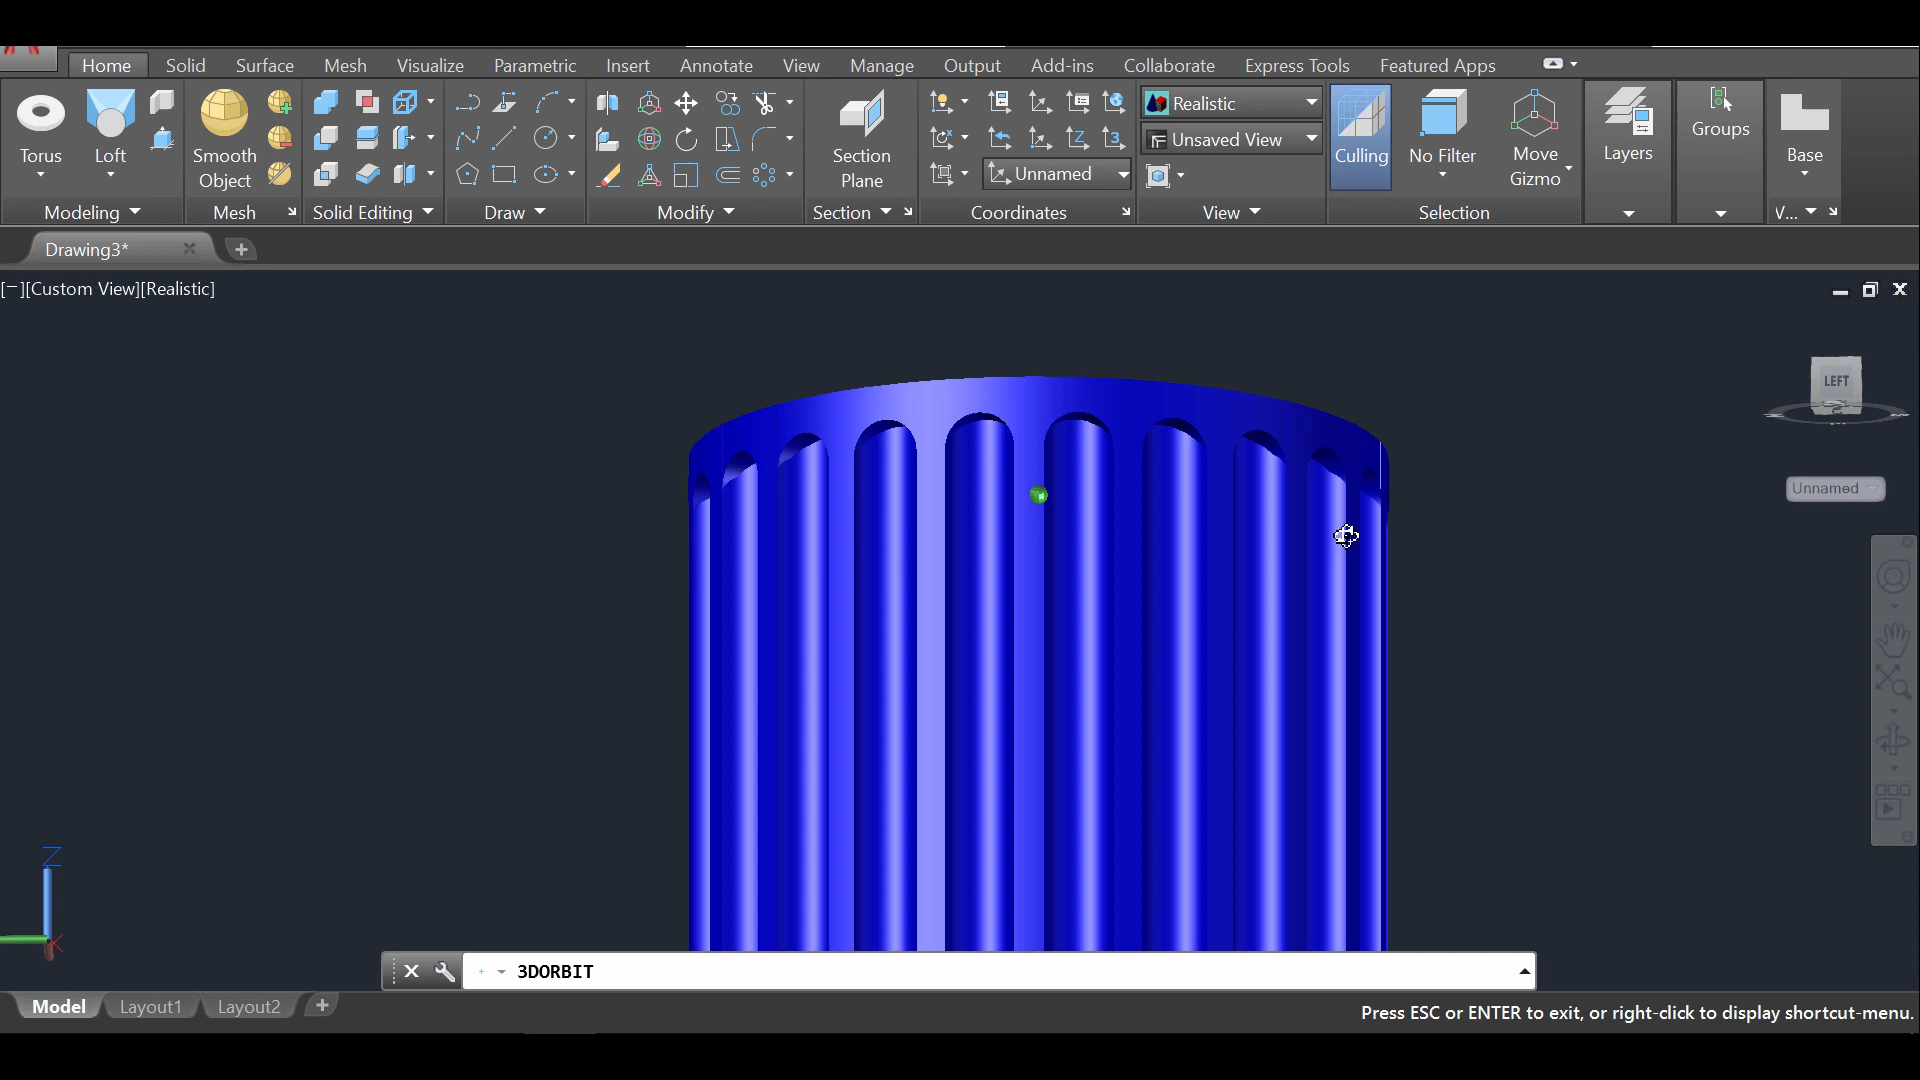 Home Solid Surface Mesh Visualize Parametric Insert Annotate View Manage Output Add-ins Collaborate Express Tools Featured Apps
Torus Loft Smooth Object Section Plane
Realistic
Unsaved View
Unnamed
Culling No Filter Move Gizmo Layers Groups Base
Modeling Mesh Solid Editing Draw Modify Section Coordinates View Selection V...
Drawing3*
[−][Custom View][Realistic]
LEFT
Unnamed
Z
3DORBIT
Model Layout1 Layout2
Press ESC or ENTER to exit, or right-click to display shortcut-menu.